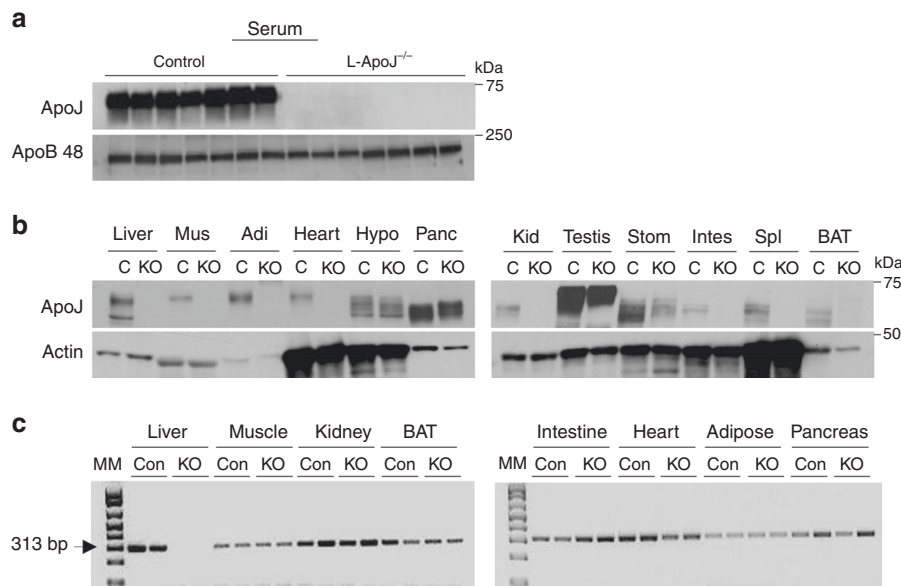 a
Serum
Control L-ApoJ–/–
kDa
ApoJ 75
250
ApoB 48
b
Liver Mus Adi Heart Hypo Panc Kid Testis Stom Intes Spl BAT
C KO C KO C KO C KO C KO C KO C KO C KO C KO C KO C KO C KO
kDa
75
ApoJ
50
Actin
c
Liver Muscle Kidney BAT Intestine Heart Adipose Pancreas
MM Con KO Con KO Con KO Con KO MM Con KO Con KO Con KO Con KO
313 bp